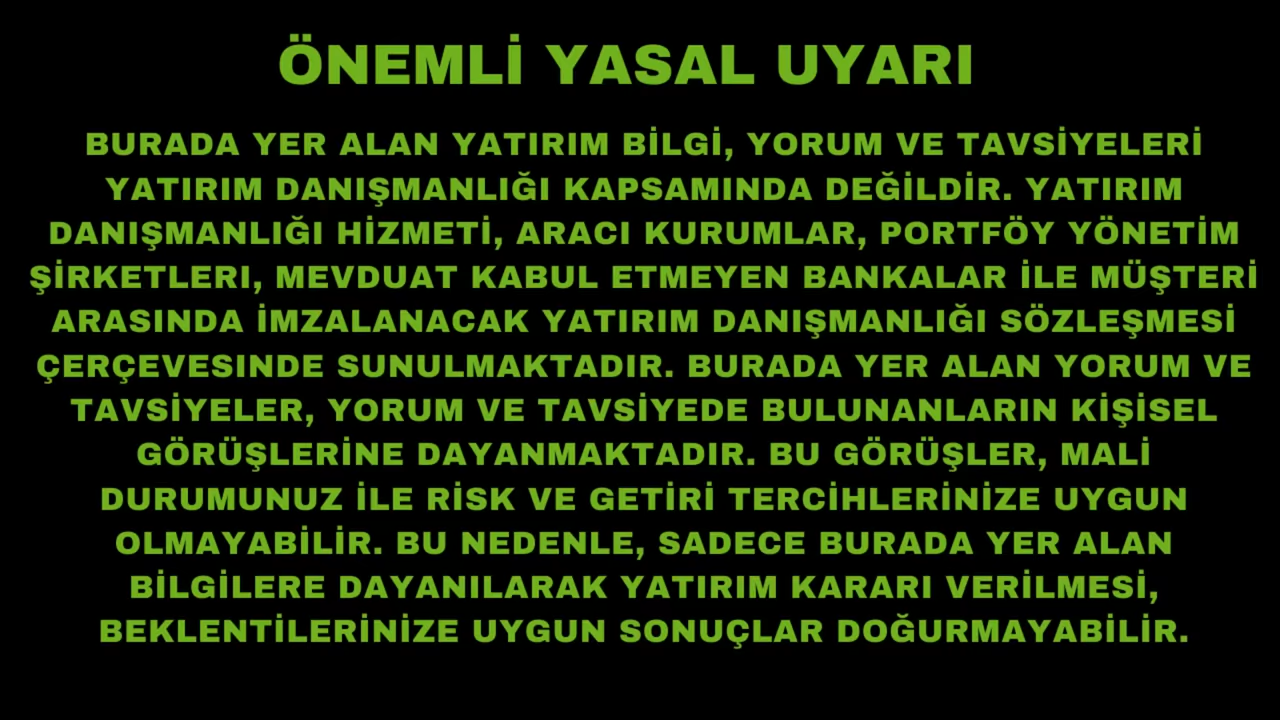 ÖNEMLİ YASAL UYARI
BURADA YER ALAN YATIRIM BİLGİ, YORUM VE TAVSİYELERİ
YATIRIM DANIŞMANLIĞI KAPSAMINDA DEĞİLDİR. YATIRIM
DANIŞMANLIĞI HİZMETİ, ARACI KURUMLAR, PORTFÖY YÖNETİM
ŞİRKETLERI, MEVDUAT KABUL ETMEYEN BANKALAR İLE MÜŞTERİ
ARASINDA İMZALANACAK YATIRIM DANIŞMANLIĞI SÖZLEŞMESİ
ÇERÇEVESINDE SUNULMAKTADIR. BURADA YER ALAN YORUM VE
TAVSİYELER, YORUM VE TAVSİYEDE BULUNANLARIN KİŞİSEL
GÖRÜŞLERİNE DAYANMAKTADIR. BU GÖRÜŞLER, MALİ
DURUMUNUZ İLE RİSK VE GETİRİ TERCİHLERİNİZE UYGUN
OLMAYABİLİR. BU NEDENLE, SADECE BURADA YER ALAN
BİLGİLERE DAYANILARAK YATIRIM KARARI VERİLMESİ,
BEKLENTİLERİNİZE UYGUN SONUÇLAR DOĞURMAYABİLİR.